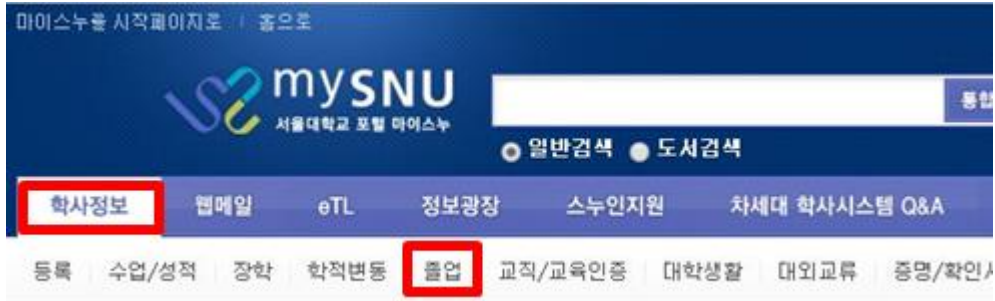 마이스누를 시작페이지로 | 홈으로
mySNU
서울대학교 포털 마이스누
통합
일반검색 도서검색
학사정보 웹메일 eTL 정보광장 스누인지원 차세대 학사시스템 Q&A
등록 수업/성적 장학 학적변동 졸업 교직/교육인증 대학생활 대외교류 증명/확인